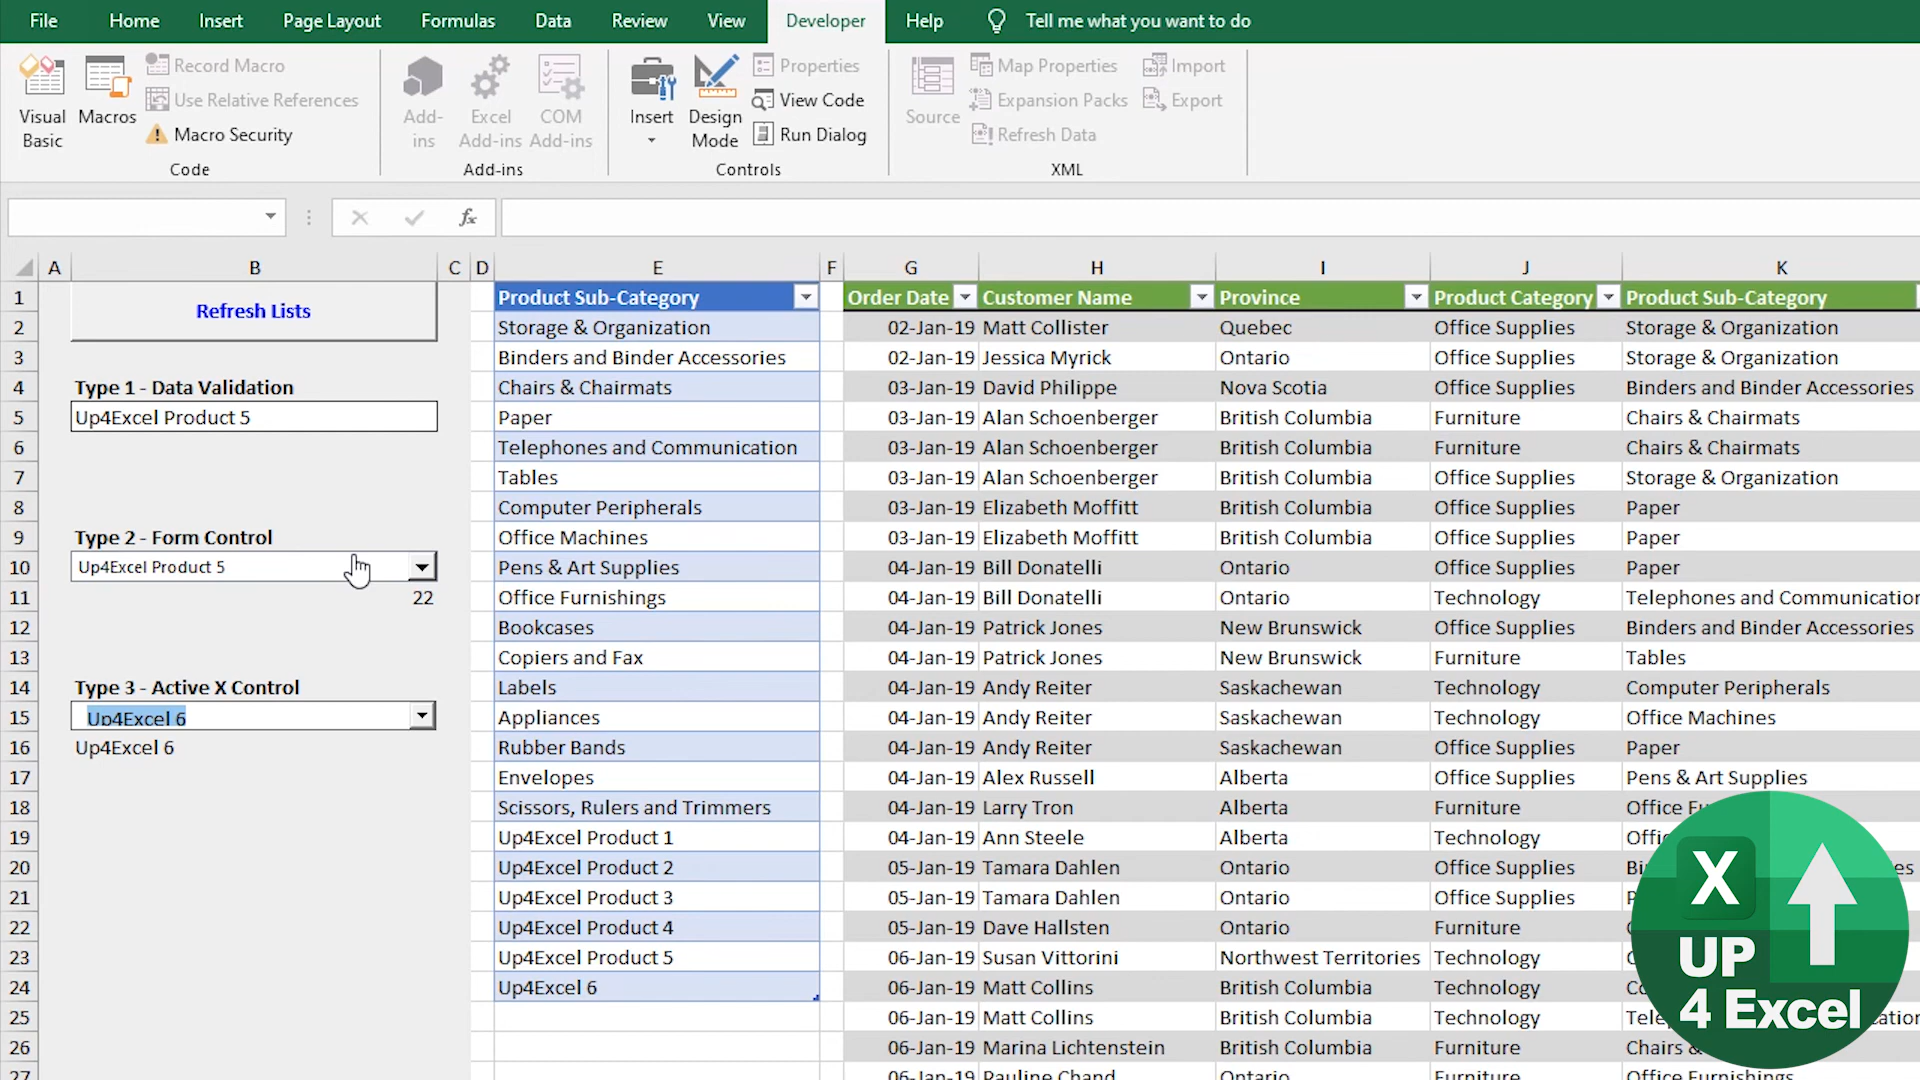 File Home Insert Page Layout Formulas Data Review View Developer Help Tell me what you want to do
Visual Basic
Macros
Record Macro
Use Relative References
Macro Security
Code
Add-ins
Excel Add-ins
COM Add-ins
Add-ins
Insert
Design Mode
Properties
View Code
Run Dialog
Controls
Source
Map Properties
Expansion Packs
Refresh Data
Import
Export
XML
fx
A B C D E F G H I J K
1 Refresh Lists Product Sub-Category Order Date Customer Name Province Product Category Product Sub-Category
2 Storage & Organization 02-Jan-19 Matt Collister Quebec Office Supplies Storage & Organization
3 Binders and Binder Accessories 02-Jan-19 Jessica Myrick Ontario Office Supplies Storage & Organization
4 Type 1 - Data Validation Chairs & Chairmats 03-Jan-19 David Philippe Nova Scotia Office Supplies Binders and Binder Accessories
5 Up4Excel Product 5 Paper 03-Jan-19 Alan Schoenberger British Columbia Furniture Chairs & Chairmats
6 Telephones and Communication 03-Jan-19 Alan Schoenberger British Columbia Furniture Chairs & Chairmats
7 Tables 03-Jan-19 Alan Schoenberger British Columbia Office Supplies Storage & Organization
8 Computer Peripherals 03-Jan-19 Elizabeth Moffitt British Columbia Office Supplies Paper
9 Type 2 - Form Control Office Machines 03-Jan-19 Elizabeth Moffitt British Columbia Office Supplies Paper
10 Up4Excel Product 5 Pens & Art Supplies 04-Jan-19 Bill Donatelli Ontario Office Supplies Paper
11 22 Office Furnishings 04-Jan-19 Bill Donatelli Ontario Technology Telephones and Communication
12 Bookcases 04-Jan-19 Patrick Jones New Brunswick Office Supplies Binders and Binder Accessories
13 Copiers and Fax 04-Jan-19 Patrick Jones New Brunswick Furniture Tables
14 Type 3 - Active X Control Labels 04-Jan-19 Andy Reiter Saskachewan Technology Computer Peripherals
15 Up4Excel 6 Appliances 04-Jan-19 Andy Reiter Saskachewan Technology Office Machines
16 Up4Excel 6 Rubber Bands 04-Jan-19 Andy Reiter Saskachewan Office Supplies Paper
17 Envelopes 04-Jan-19 Alex Russell Alberta Office Supplies Pens & Art Supplies
18 Scissors, Rulers and Trimmers 04-Jan-19 Larry Tron Alberta Furniture Office
19 Up4Excel Product 1 04-Jan-19 Ann Steele Alberta Technology
20 Up4Excel Product 2 05-Jan-19 Tamara Dahlen Ontario Office Supplies
21 Up4Excel Product 3 05-Jan-19 Tamara Dahlen Ontario Office Supplies
22 Up4Excel Product 4 05-Jan-19 Dave Hallsten Ontario Furniture
23 Up4Excel Product 5 06-Jan-19 Susan Vittorini Northwest Territories Technology
24 Up4Excel 6 06-Jan-19 Matt Collins British Columbia Technology
25 06-Jan-19 Matt Collins British Columbia Office Supplies
26 06-Jan-19 Marina Lichtenstein British Columbia Furniture Chairs &
27 06-Jan-19 Pauline Chand Ontario Furniture Office Furnishings
X
UP
4 Excel